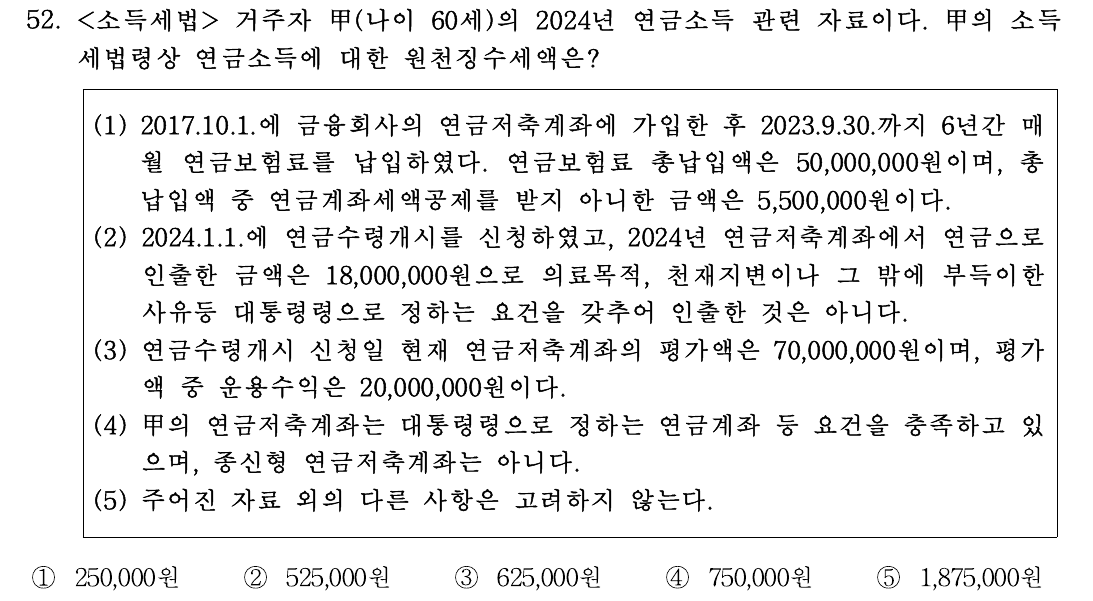 52. <소득세법> 거주자 甲(나이 60세)의 2024년 연금소득 관련 자료이다. 甲의 소득
세법령상 연금소득에 대한 원천징수세액은?
(1) 2017.10.1.에 금융회사의 연금저축계좌에 가입한 후 2023.9.30.까지 6년간 매
월 연금보험료를 납입하였다. 연금보험료 총납입액은 50,000,000원이며, 총
납입액 중 연금계좌세액공제를 받지 아니한 금액은 5,500,000원이다.
(2) 2024.1.1.에 연금수령개시를 신청하였고, 2024년 연금저축계좌에서 연금으로
인출한 금액은 18,000,000원으로 의료목적, 천재지변이나 그 밖에 부득이한
사유등 대통령령으로 정하는 요건을 갖추어 인출한 것은 아니다.
(3) 연금수령개시 신청일 현재 연금저축계좌의 평가액은 70,000,000원이며, 평가
액 중 운용수익은 20,000,000원이다.
(4) 甲의 연금저축계좌는 대통령령으로 정하는 연금계좌 등 요건을 충족하고 있
으며, 종신형 연금저축계좌는 아니다.
(5) 주어진 자료 외의 다른 사항은 고려하지 않는다.
① 250,000원 ② 525,000원 ③ 625,000원 ④ 750,000원 ⑤ 1,875,000원